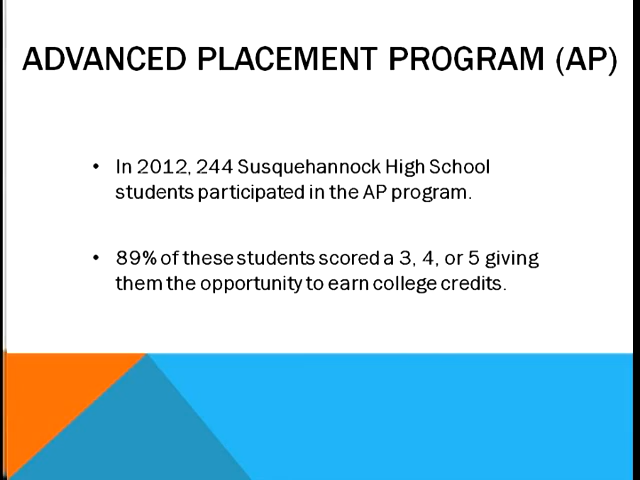 ADVANCED PLACEMENT PROGRAM (AP)
• In 2012, 244 Susquehannock High School
students participated in the AP program.
• 89% of these students scored a 3, 4, or 5 giving
them the opportunity to earn college credits.